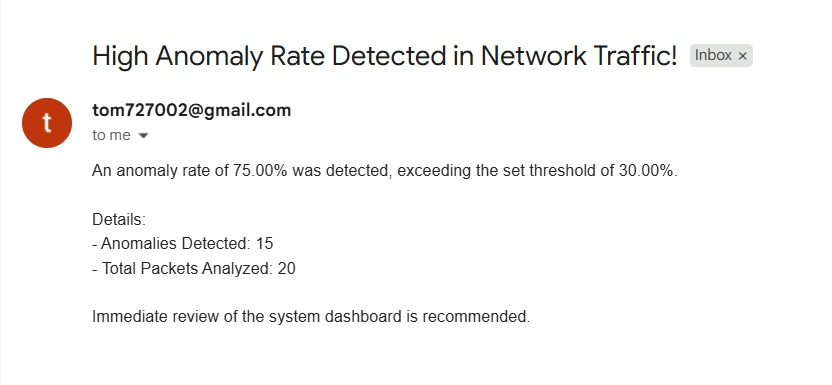 High Anomaly Rate Detected in Network Traffic! Inbox ×
t
tom727002@gmail.com
to me
An anomaly rate of 75.00% was detected, exceeding the set threshold of 30.00%.
Details:
- Anomalies Detected: 15
- Total Packets Analyzed: 20
Immediate review of the system dashboard is recommended.